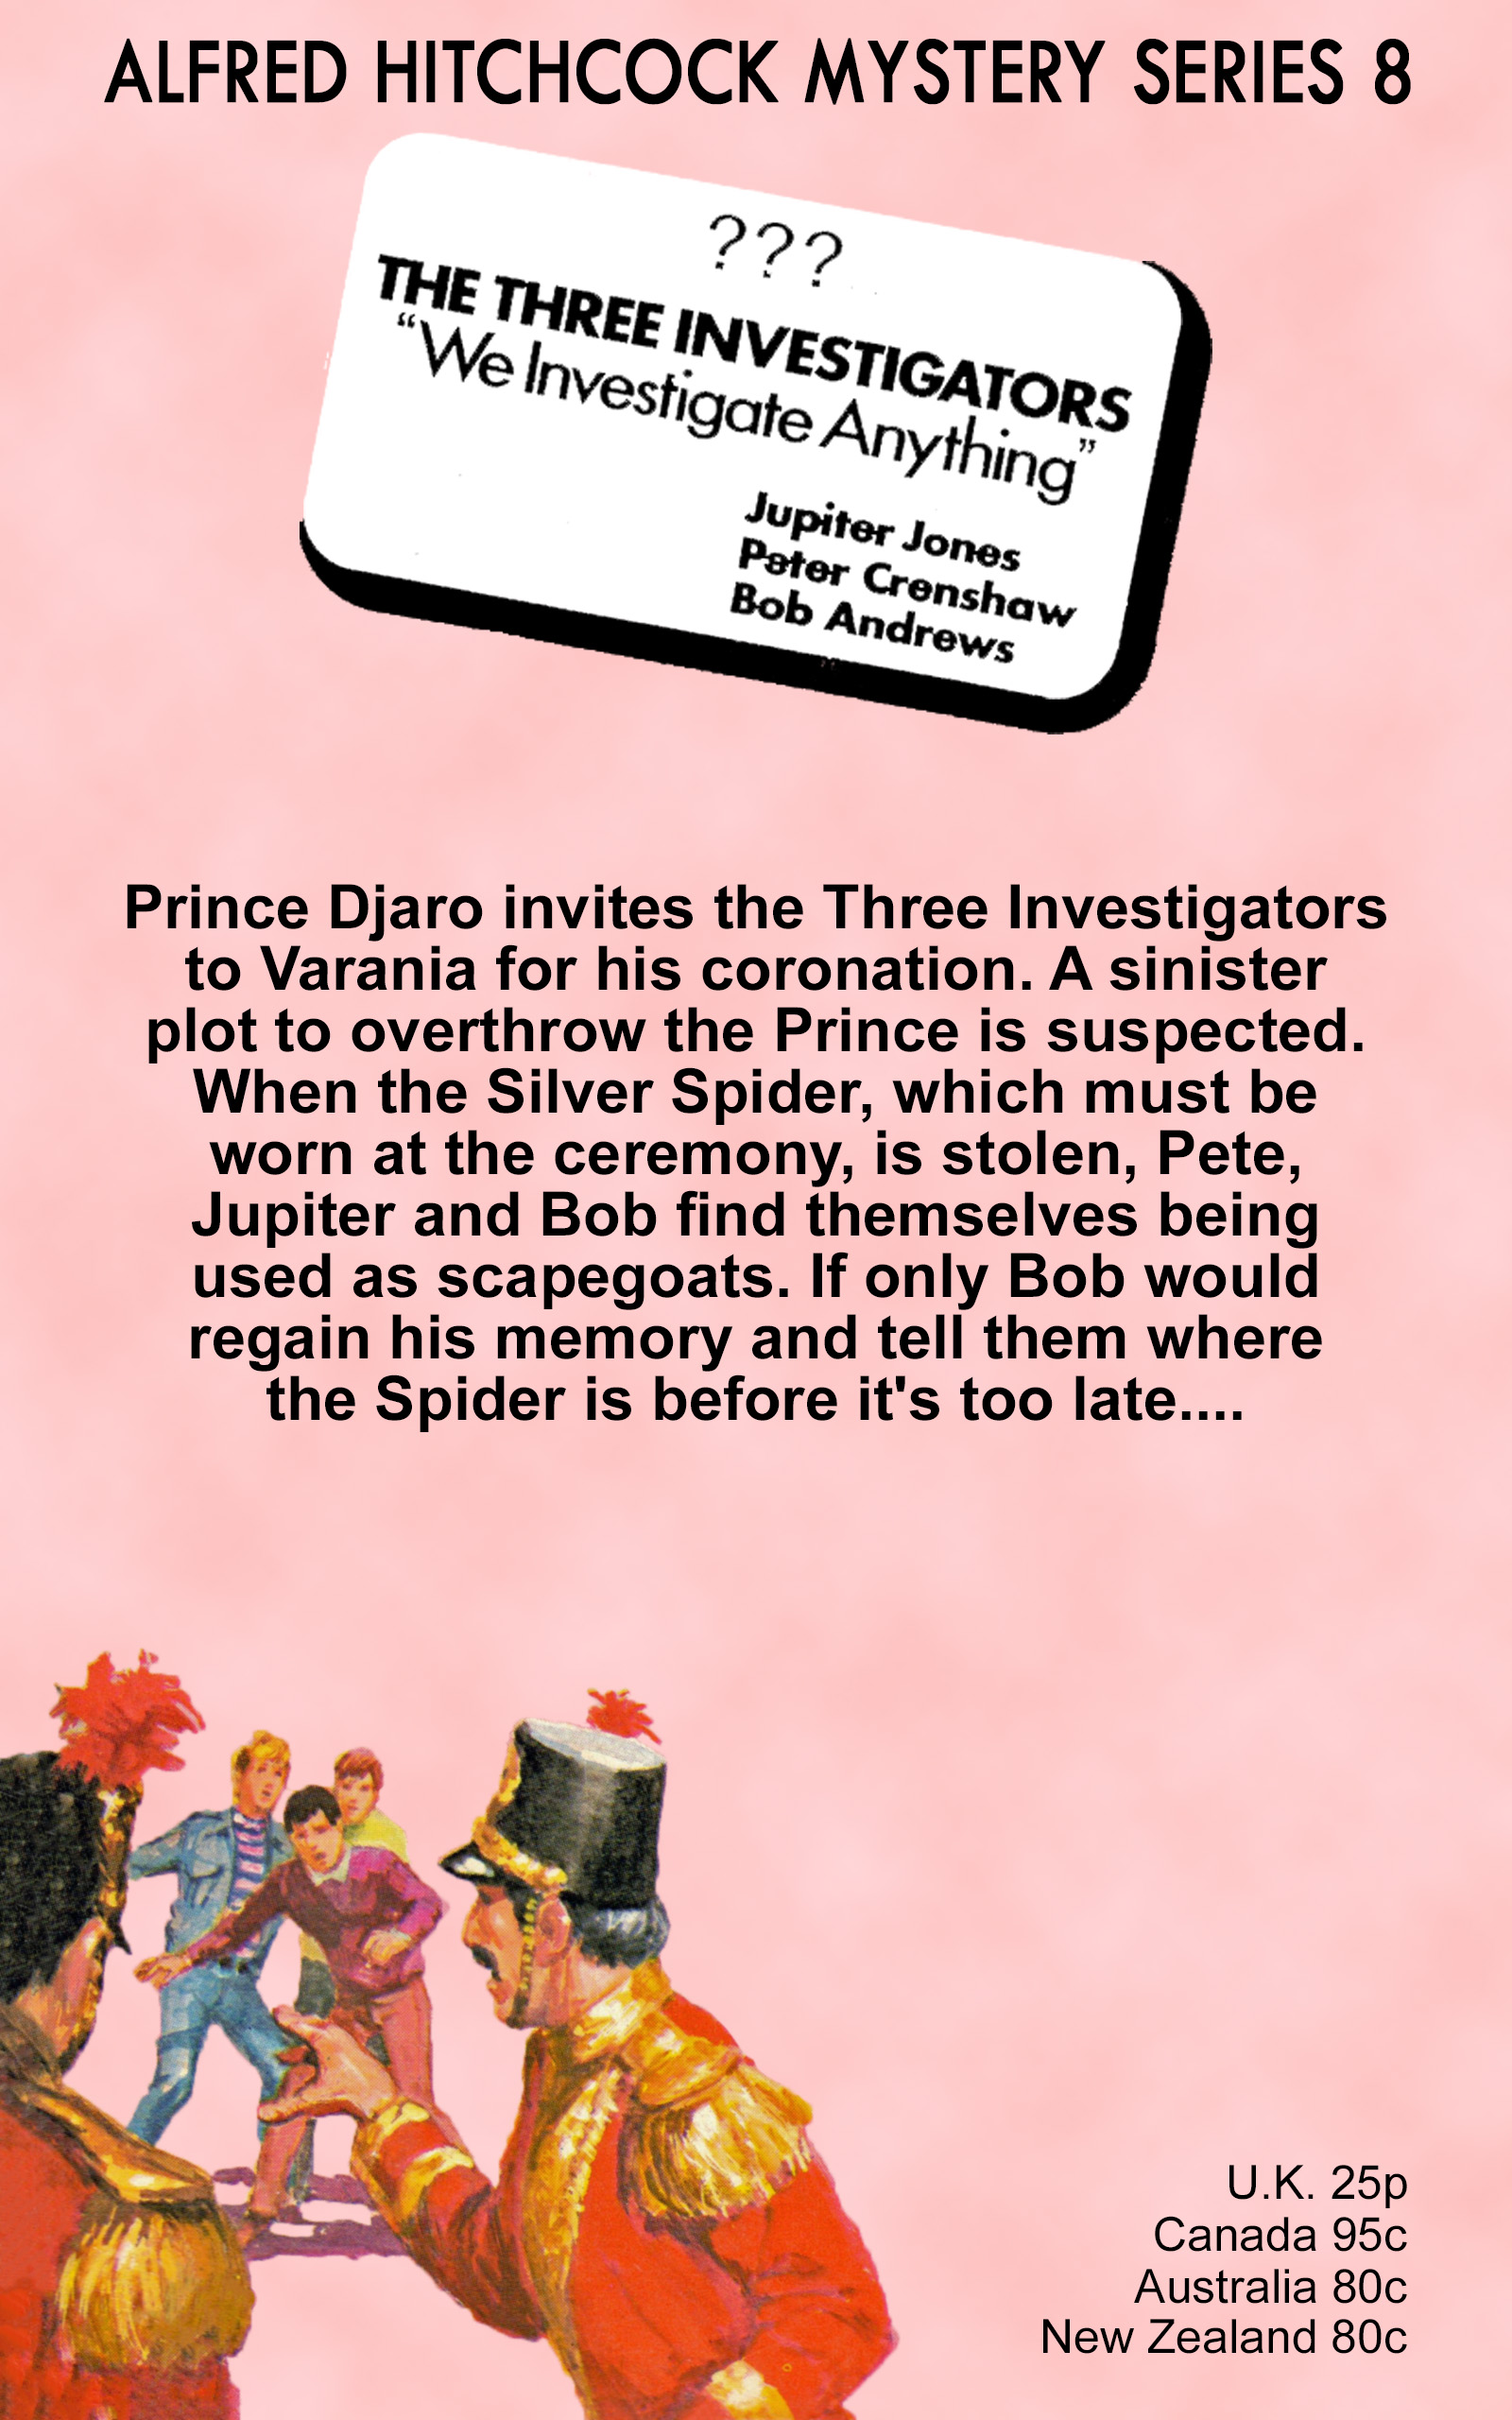 ALFRED HITCHCOCK MYSTERY SERIES 8
???
THE THREE INVESTIGATORS
“We Investigate Anything”
Jupiter Jones
Peter Crenshaw
Bob Andrews
Prince Djaro invites the Three Investigators
to Varania for his coronation. A sinister
plot to overthrow the Prince is suspected.
When the Silver Spider, which must be
worn at the ceremony, is stolen, Pete,
Jupiter and Bob find themselves being
used as scapegoats. If only Bob would
regain his memory and tell them where
the Spider is before it's too late....
U.K. 25p
Canada 95c
Australia 80c
New Zealand 80c